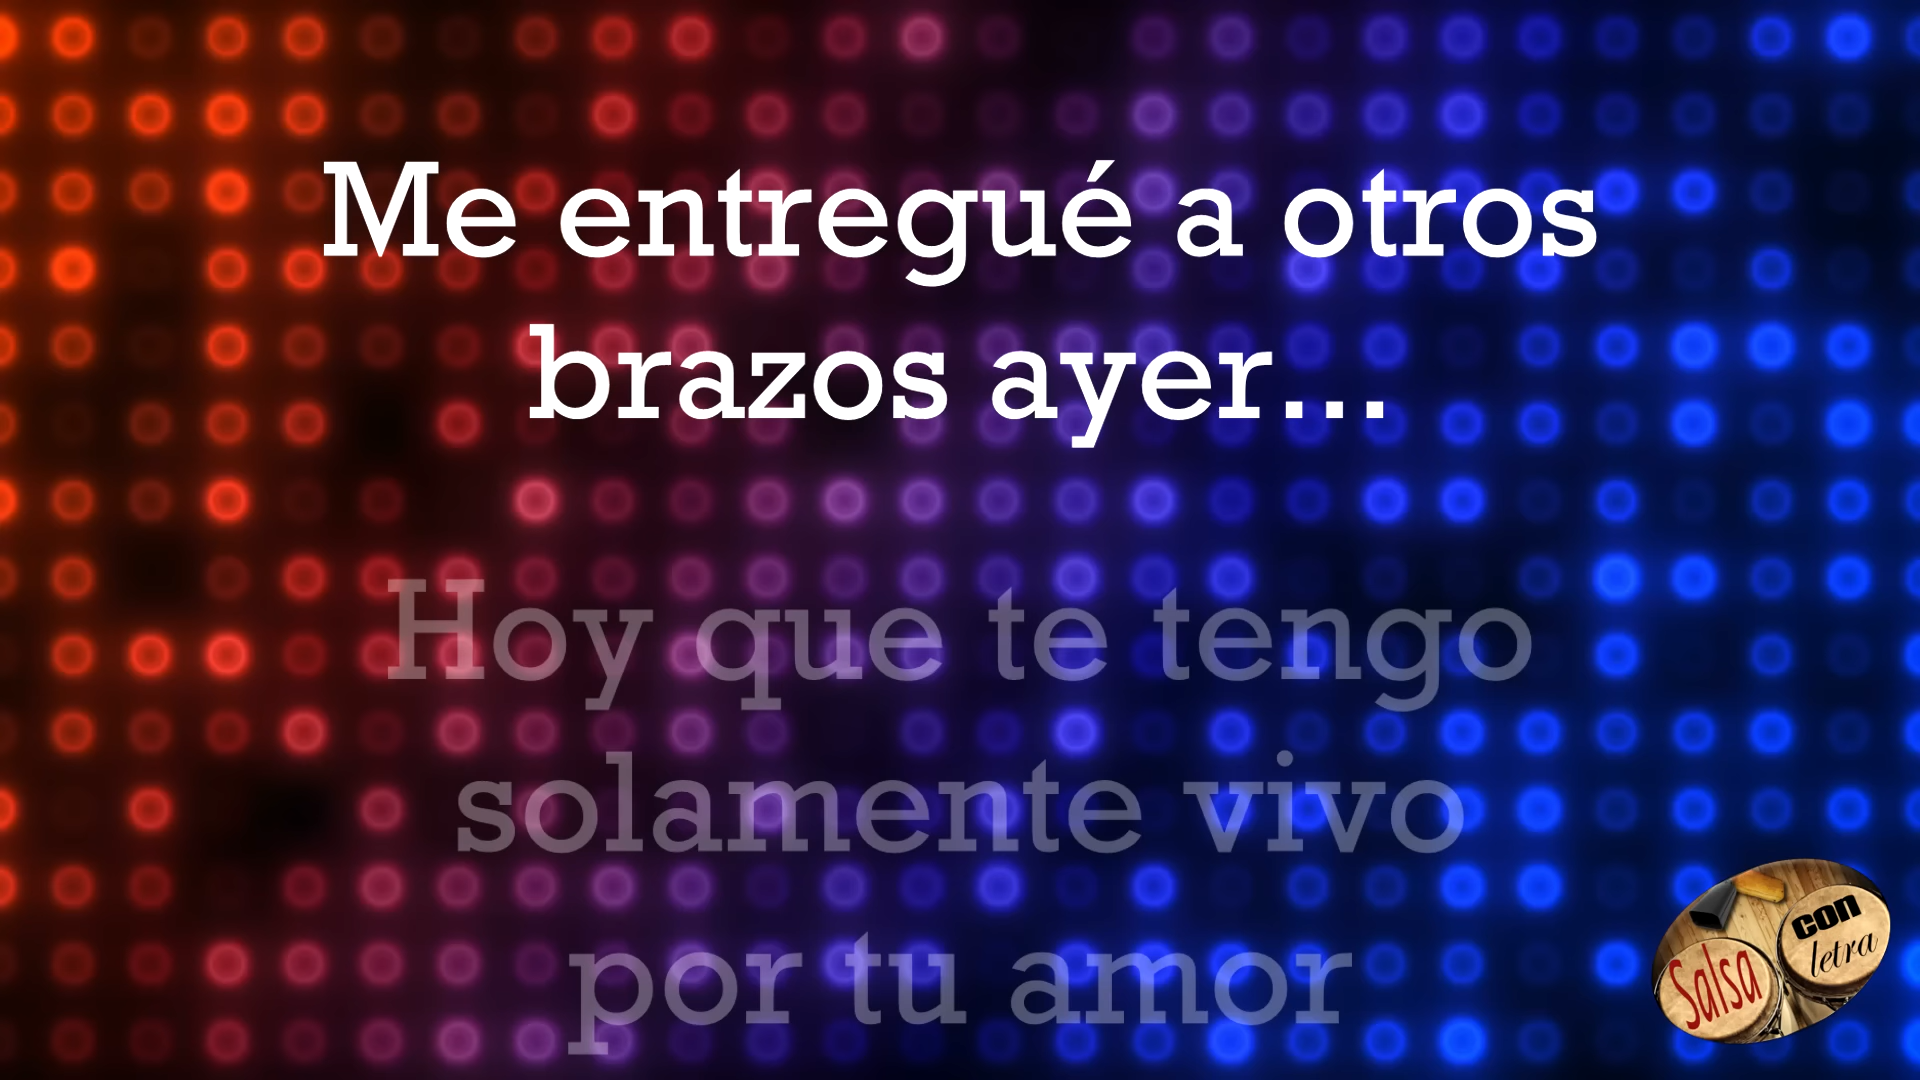 Me entregué a otros
brazos ayer...
Hoy que te tengo
solamente vivo
por tu amor
Salsa
con
letra